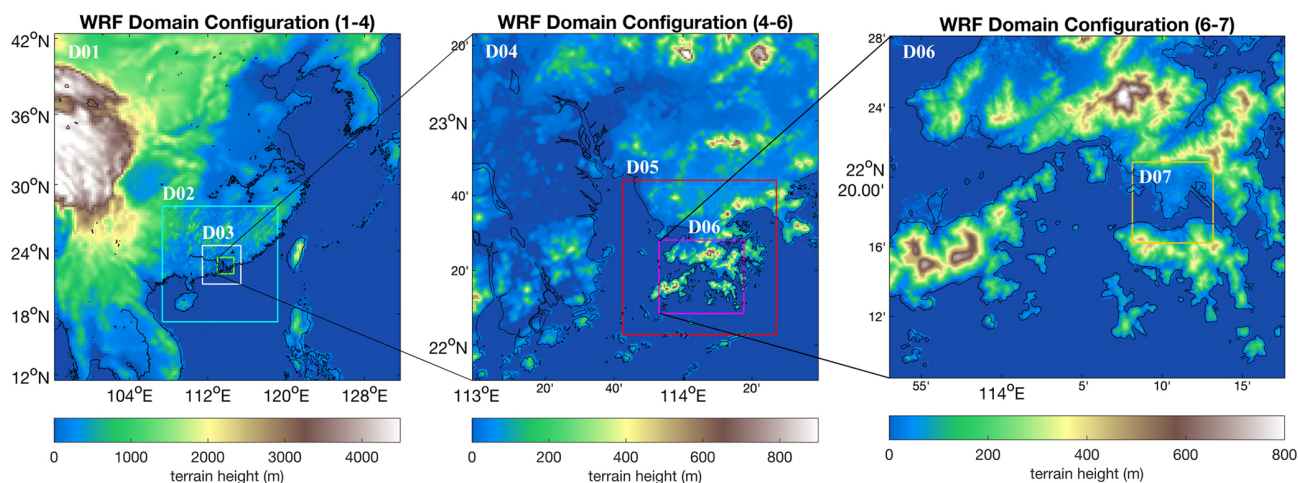 WRF Domain Configuration (1-4)
D01
42°N
36°N
30°N
24°N
18°N
12°N
D02
D03
104°E 112°E 120°E 128°E
0 1000 2000 3000 4000
terrain height (m)
WRF Domain Configuration (4-6)
D04
20'
23°N
40'
20'
22°N
D05
D06
113°E 20' 40' 114°E 20'
0 200 400 600 800
terrain height (m)
WRF Domain Configuration (6-7)
D06
28'
24'
22°N
20.00'
16'
12'
D07
55' 114°E 5' 10' 15'
0 200 400 600 800
terrain height (m)